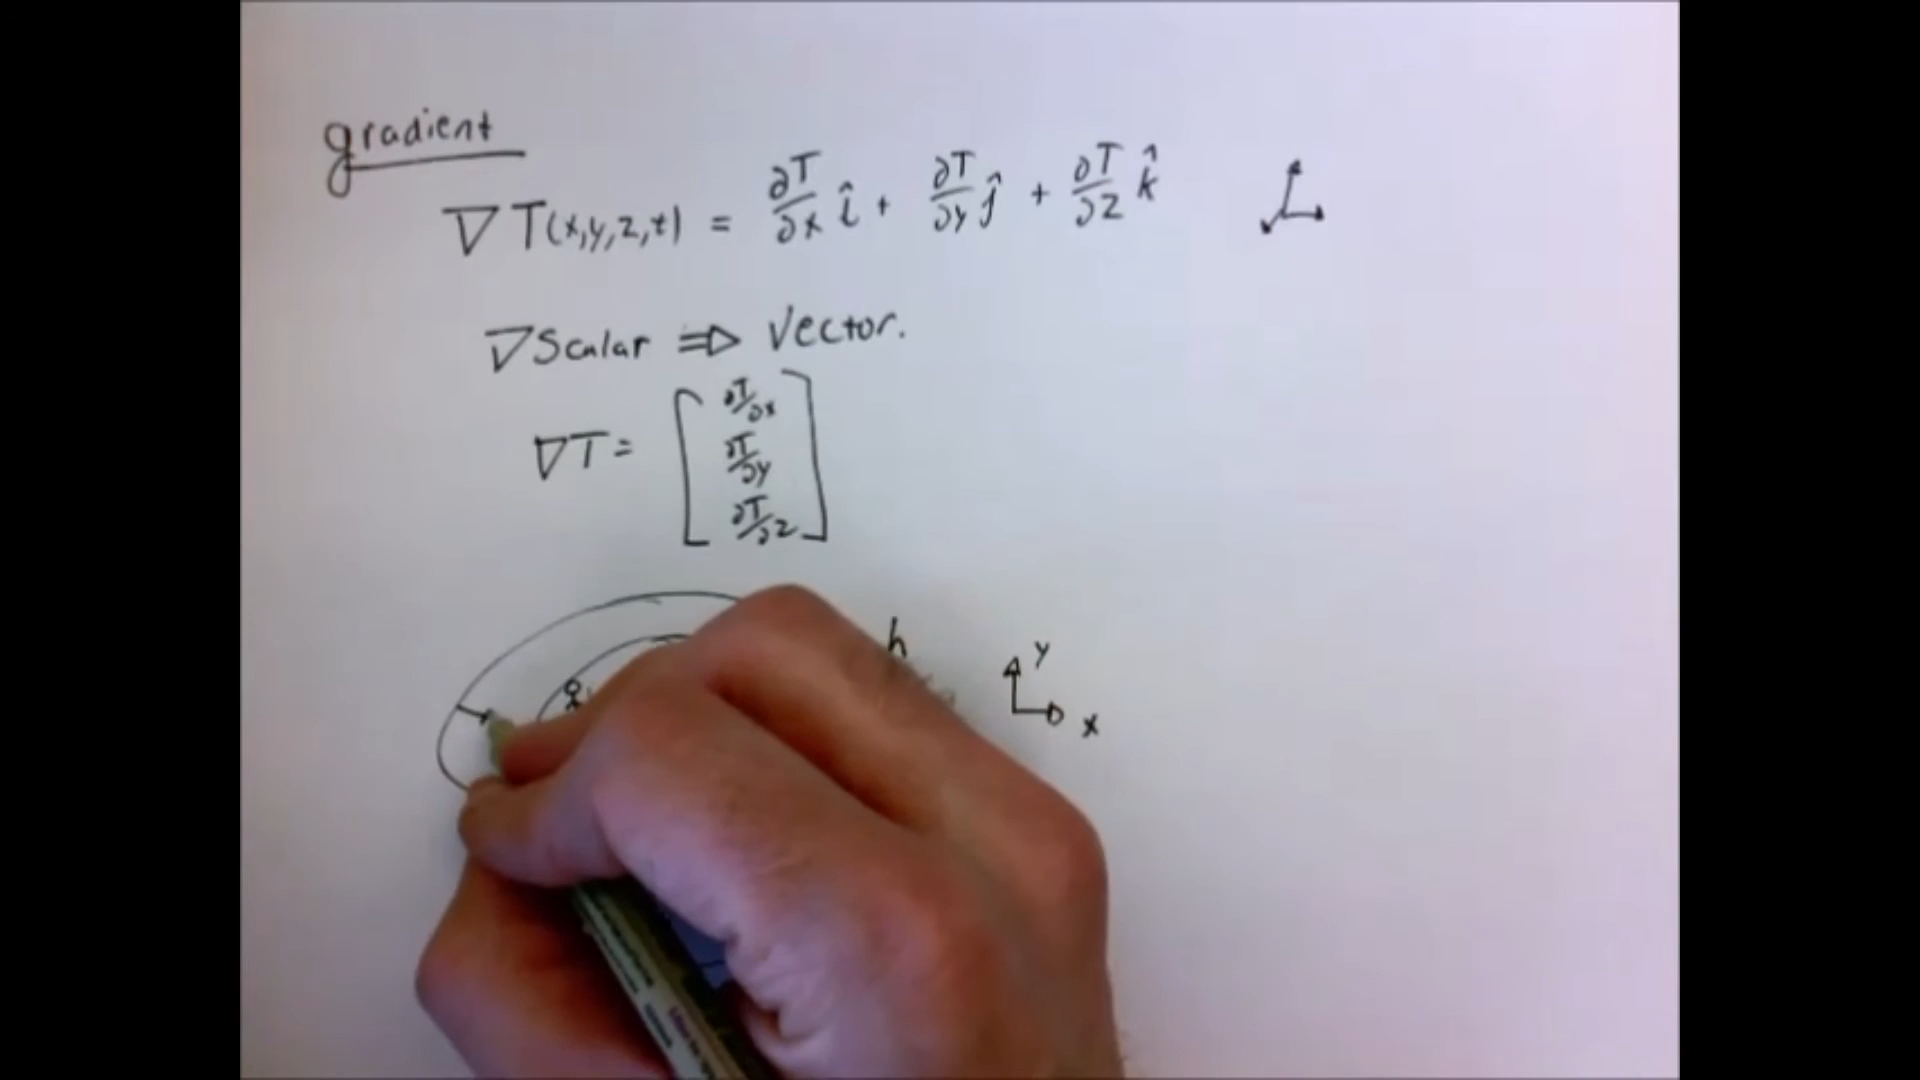 gradient
∇T(x,y,z,t) = ∂T/∂x î + ∂T/∂y ĵ + ∂T/∂z k̂
∇Scalar ⇒ Vector.
∇T = [ ∂T/∂x
∂T/∂y
∂T/∂z ]
h
y
x